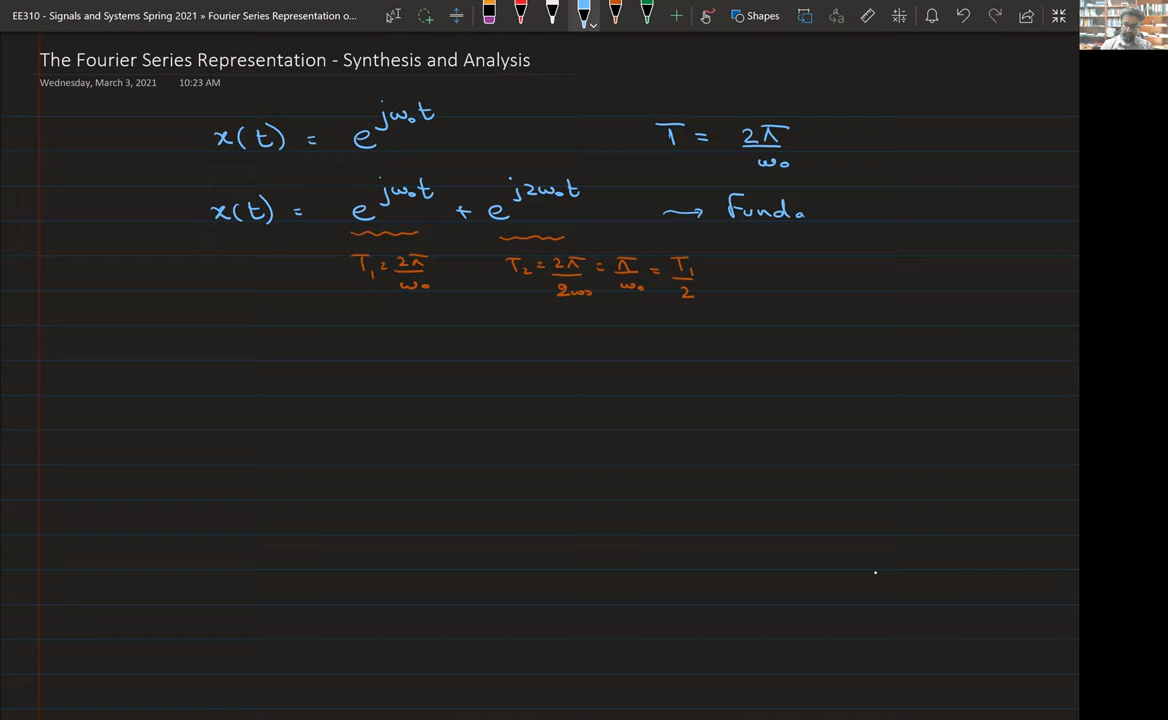 EE310 - Signals and Systems Spring 2021 » Fourier Series Representation o...
Shapes
The Fourier Series Representation - Synthesis and Analysis
Wednesday, March 3, 2021 10:23 AM
x(t) = e^{jω₀t} T = 2π/ω₀
x(t) = e^{jω₀t} + e^{j2ω₀t} → Funda
T₁ = 2π/ω₀ T₂ = 2π/2ω₀ = π/ω₀ = T₁/2